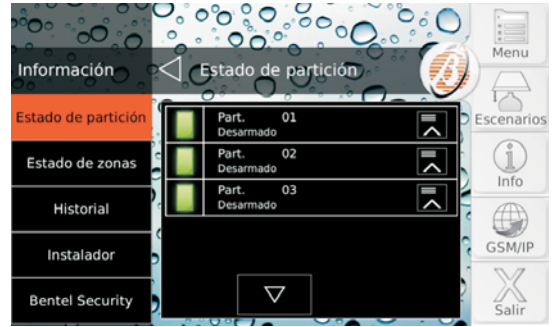 Información
Estado de partición
Estado de partición
Estado de zonas
Historial
Instalador
Bentel Security
Part. 01
Desarmado
Part. 02
Desarmado
Part. 03
Desarmado
Menu
Escenarios
Info
GSM/IP
Salir